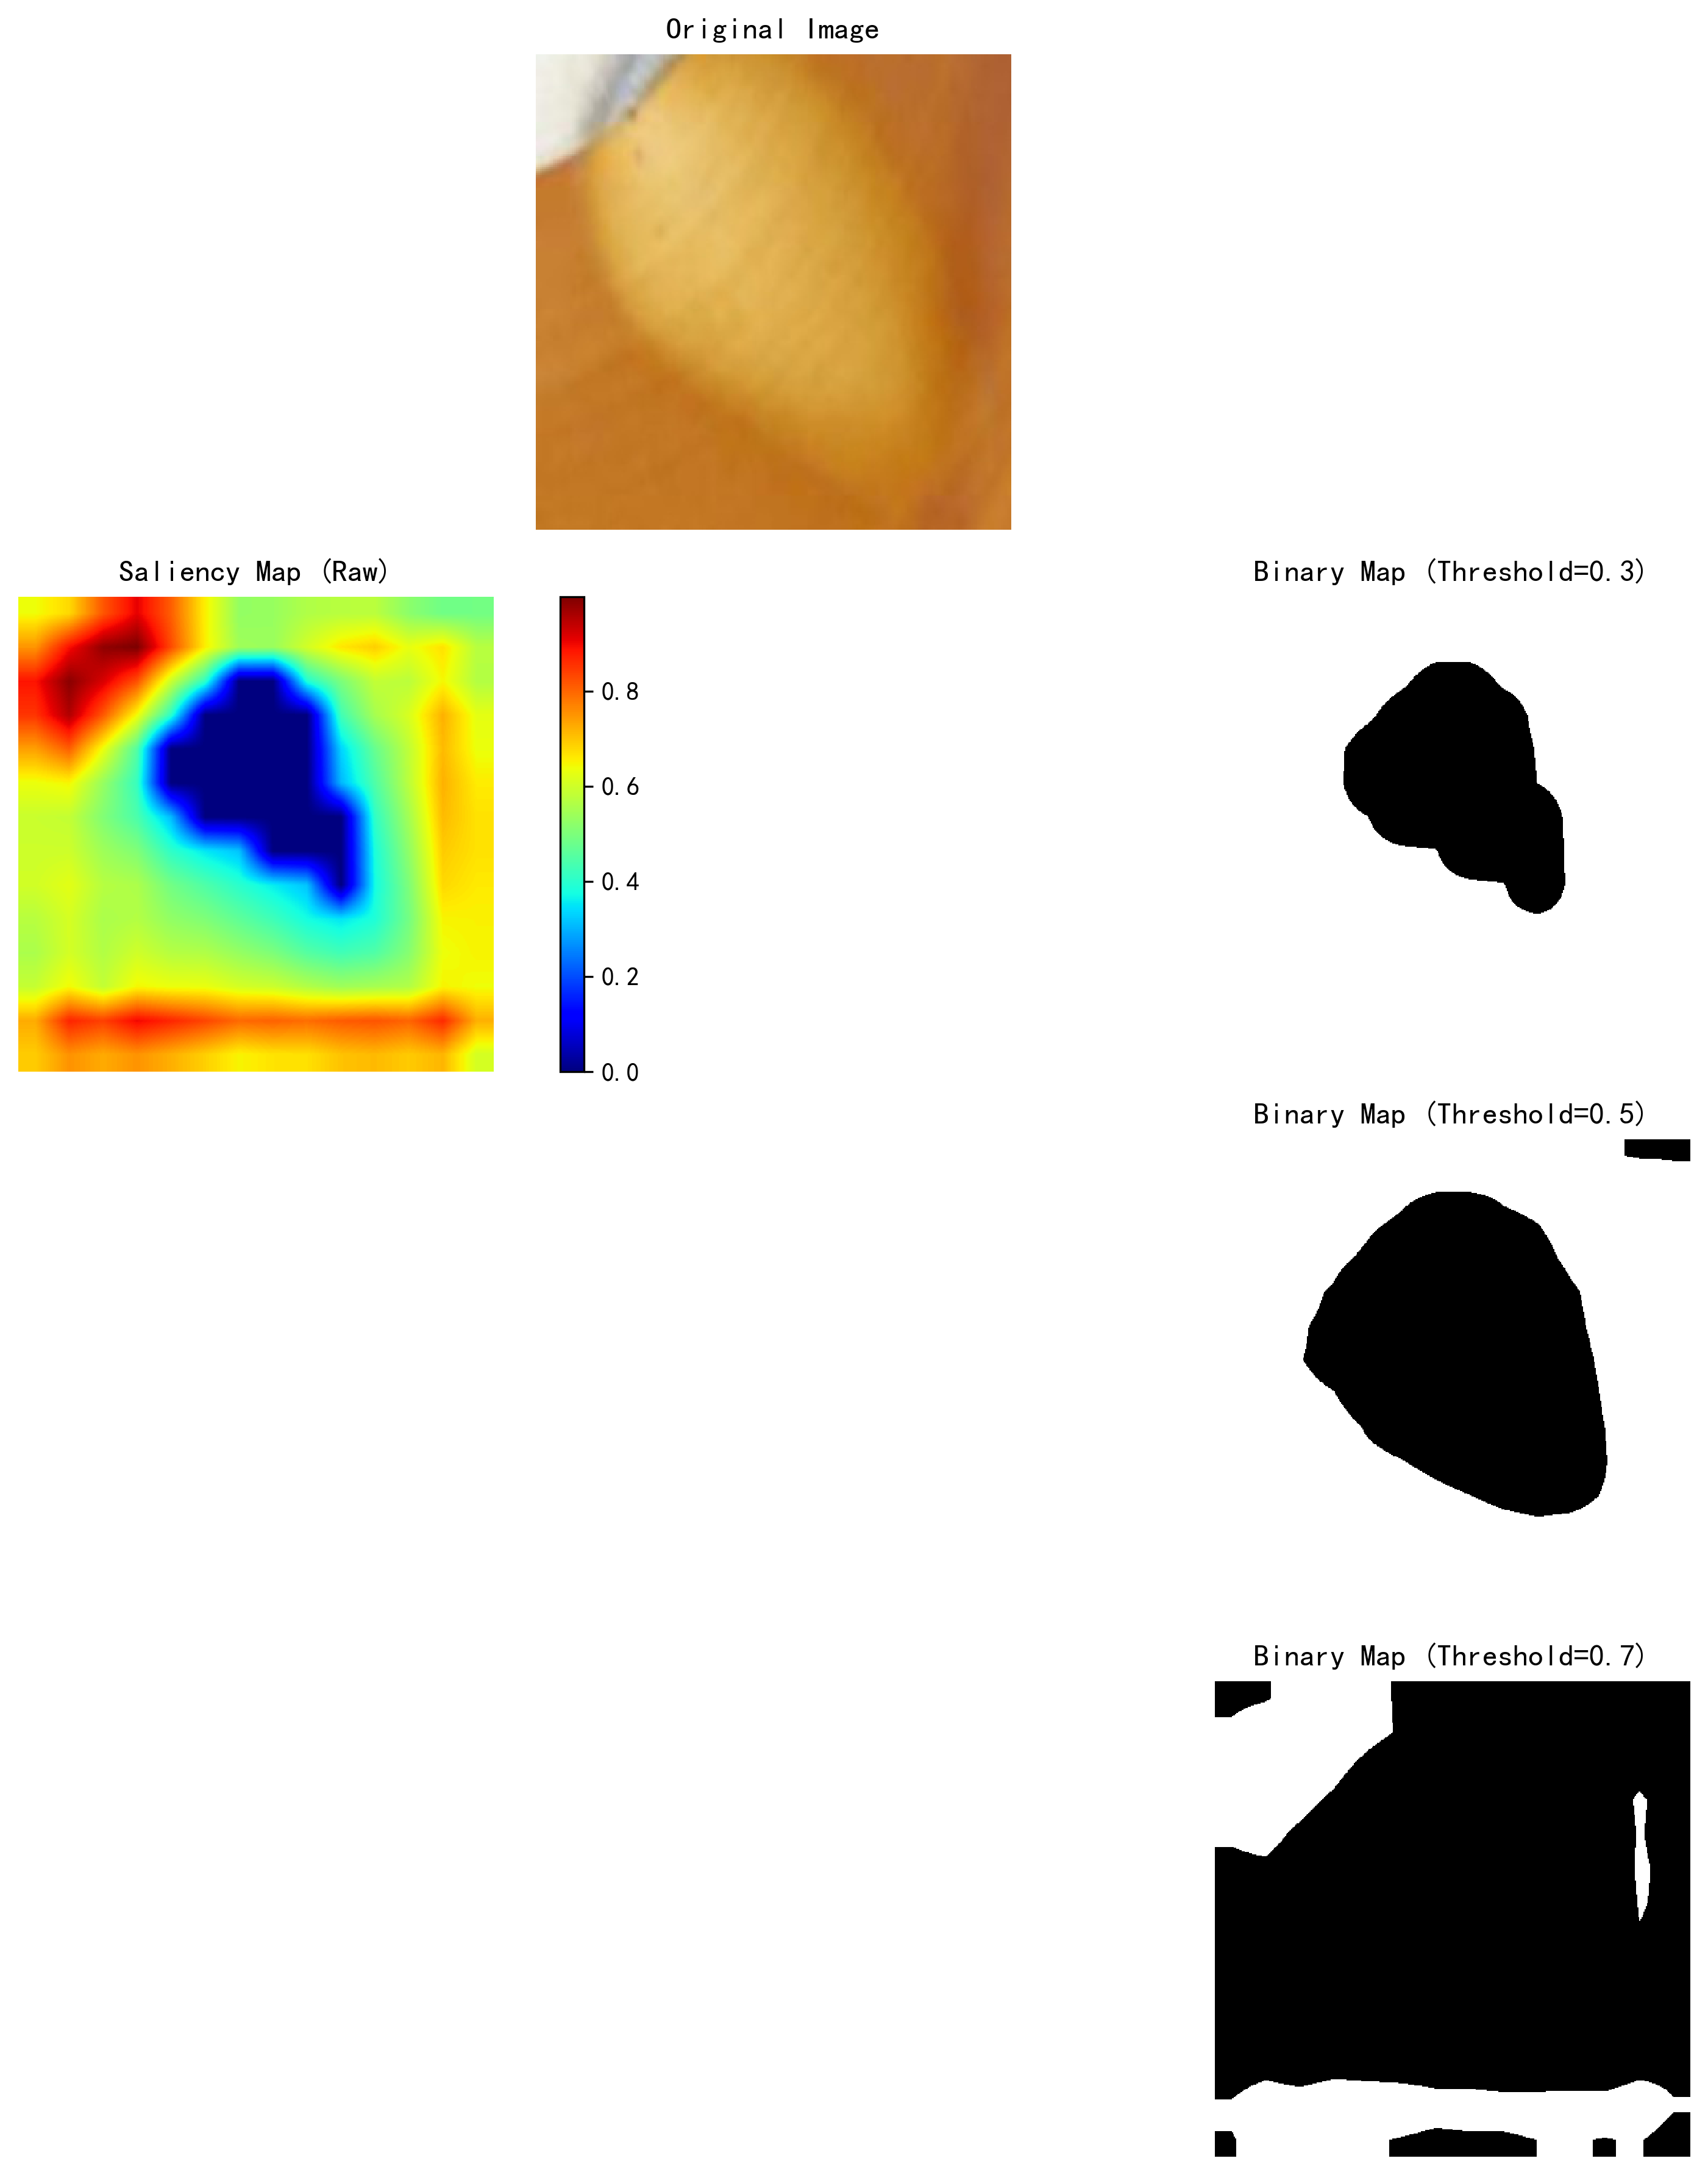 Original Image
Saliency Map (Raw)
Binary Map (Threshold=0.3)
0.8
0.6
0.4
0.2
0.0
Binary Map (Threshold=0.5)
Binary Map (Threshold=0.7)